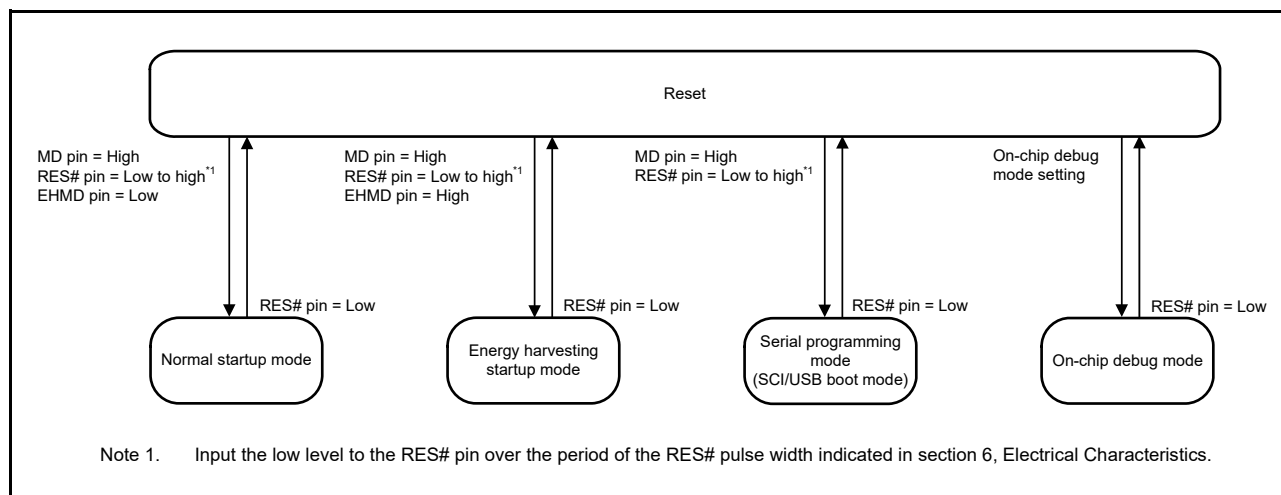 Reset
MD pin = High
RES# pin = Low to high*1
EHMD pin = Low
MD pin = High
RES# pin = Low to high*1
EHMD pin = High
MD pin = High
RES# pin = Low to high*1
On-chip debug
mode setting
RES# pin = Low
RES# pin = Low
RES# pin = Low
RES# pin = Low
Normal startup mode
Energy harvesting
startup mode
Serial programming
mode
(SCI/USB boot mode)
On-chip debug mode
Note 1. Input the low level to the RES# pin over the period of the RES# pulse width indicated in section 6, Electrical Characteristics.